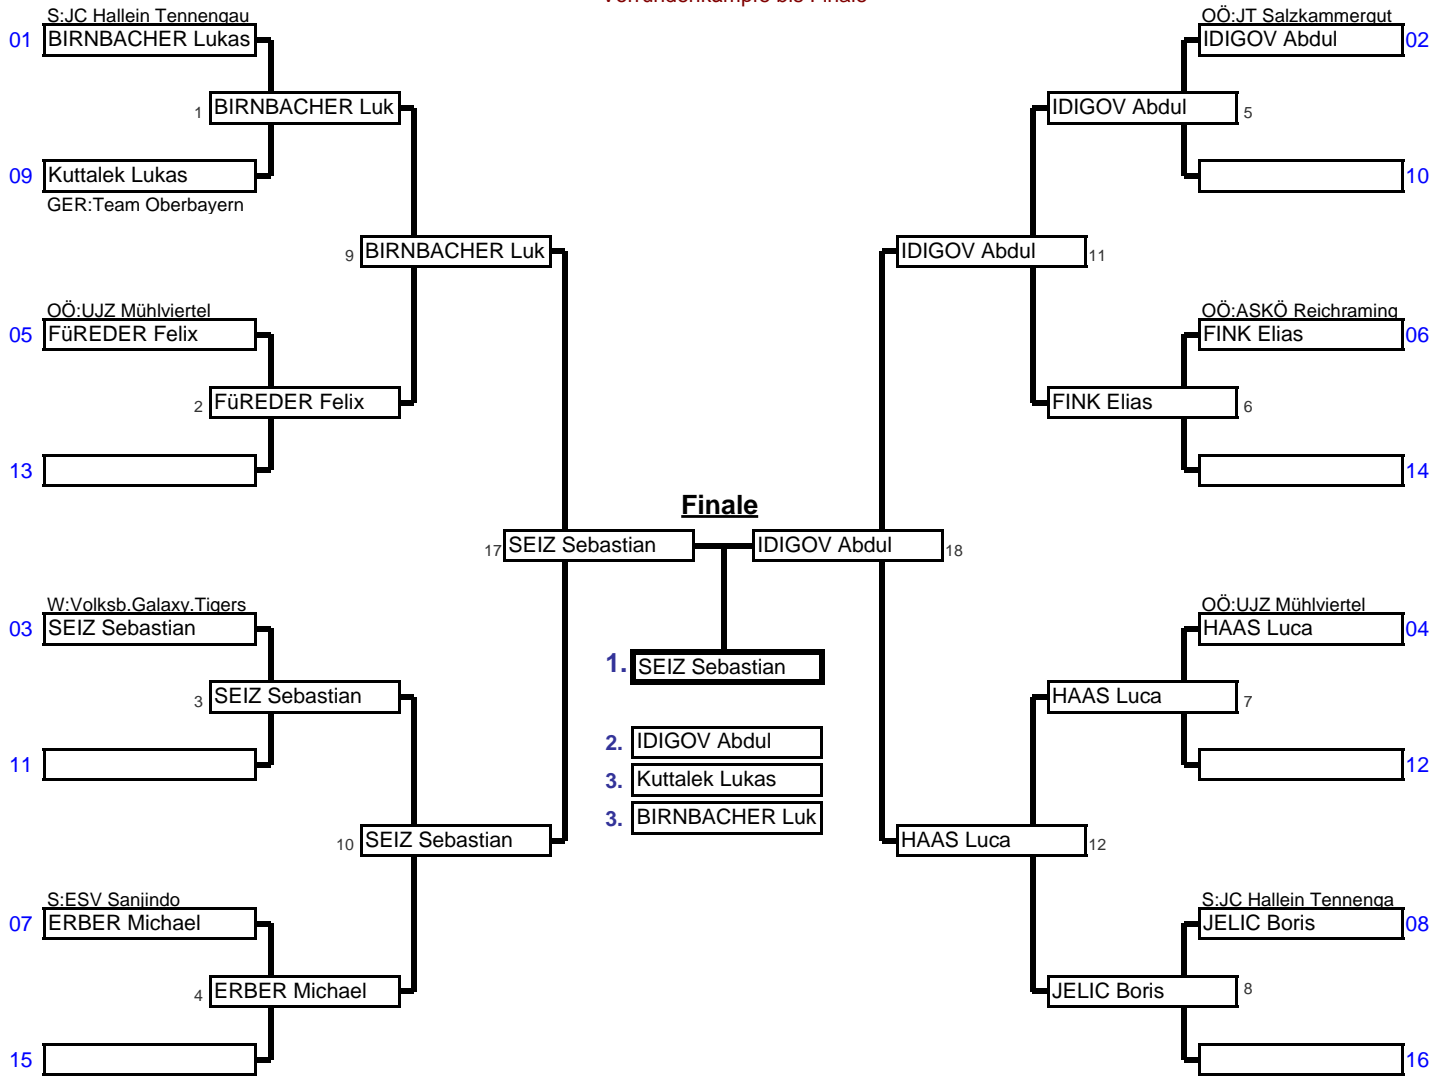 Vorrundenkämpfe bis Finale
S:JC Hallein Tennengau
01 BIRNBACHER Lukas
1 BIRNBACHER Luk
09 Kuttalek Lukas
GER:Team Oberbayern
9 BIRNBACHER Luk
OÖ:UJZ Mühlviertel
05 FüREDER Felix
2 FüREDER Felix
13
17 SEIZ Sebastian
W:Volksb.Galaxy.Tigers
03 SEIZ Sebastian
3 SEIZ Sebastian
11
10 SEIZ Sebastian
S:ESV Sanjindo
07 ERBER Michael
4 ERBER Michael
15
Finale
1. SEIZ Sebastian
2. IDIGOV Abdul
3. Kuttalek Lukas
3. BIRNBACHER Luk
OÖ:JT Salzkammergut
IDIGOV Abdul 02
IDIGOV Abdul 5
10
IDIGOV Abdul 11
OÖ:ASKÖ Reichraming
FINK Elias 06
FINK Elias 6
14
IDIGOV Abdul 18
OÖ:UJZ Mühlviertel
HAAS Luca 04
HAAS Luca 7
12
HAAS Luca 12
S:JC Hallein Tennenga
JELIC Boris 08
JELIC Boris 8
16